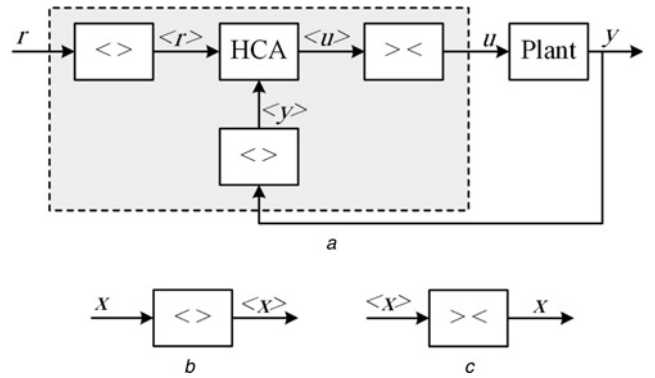 r <r> <u> u y
< > HCA > < Plant
<y>
< >
a
x < > <x>
<x> > < x
b c